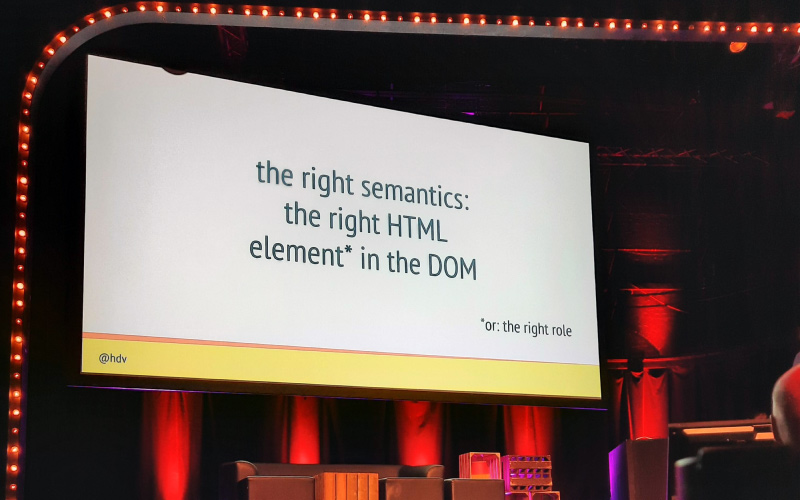 the right semantics:
the right HTML
element* in the DOM
*or: the right role
@hdv